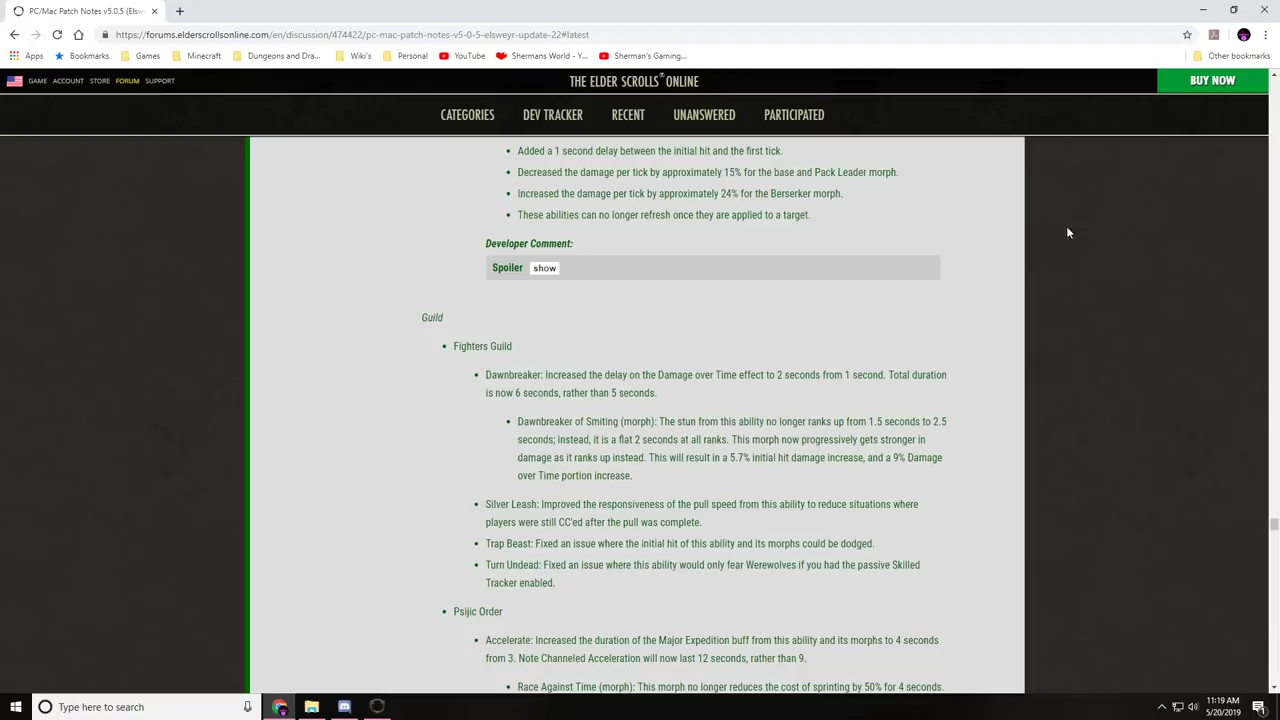 PC/Mac Patch Notes v5.0.5 (Elsw
https://forums.elderscrollsonline.com/en/discussion/474422/pc-mac-patch-notes-v5-0-5-elsweyr-update-22#latest
Apps Bookmarks Games Minecraft Dungeons and Dra... Wiki's Personal YouTube Shermans World - Y... Sherman's Gaming... Other bookmarks
GAME ACCOUNT STORE FORUM SUPPORT THE ELDER SCROLLS® ONLINE BUY NOW
CATEGORIES DEV TRACKER RECENT UNANSWERED PARTICIPATED
• Added a 1 second delay between the initial hit and the first tick.
• Decreased the damage per tick by approximately 15% for the base and Pack Leader morph.
• Increased the damage per tick by approximately 24% for the Berserker morph.
• These abilities can no longer refresh once they are applied to a target.
Developer Comment:
Spoiler show
Guild
• Fighters Guild
• Dawnbreaker: Increased the delay on the Damage over Time effect to 2 seconds from 1 second. Total duration
is now 6 seconds, rather than 5 seconds.
• Dawnbreaker of Smiting (morph): The stun from this ability no longer ranks up from 1.5 seconds to 2.5
seconds; instead, it is a flat 2 seconds at all ranks. This morph now progressively gets stronger in
damage as it ranks up instead. This will result in a 5.7% initial hit damage increase, and a 9% Damage
over Time portion increase.
• Silver Leash: Improved the responsiveness of the pull speed from this ability to reduce situations where
players were still CC'ed after the pull was complete.
• Trap Beast: Fixed an issue where the initial hit of this ability and its morphs could be dodged.
• Turn Undead: Fixed an issue where this ability would only fear Werewolves if you had the passive Skilled
Tracker enabled.
• Psijic Order
• Accelerate: Increased the duration of the Major Expedition buff from this ability and its morphs to 4 seconds
from 3. Note Channeled Acceleration will now last 12 seconds, rather than 9.
• Race Against Time (morph): This morph no longer reduces the cost of sprinting by 50% for 4 seconds.
Type here to search
11:19 AM
5/20/2019